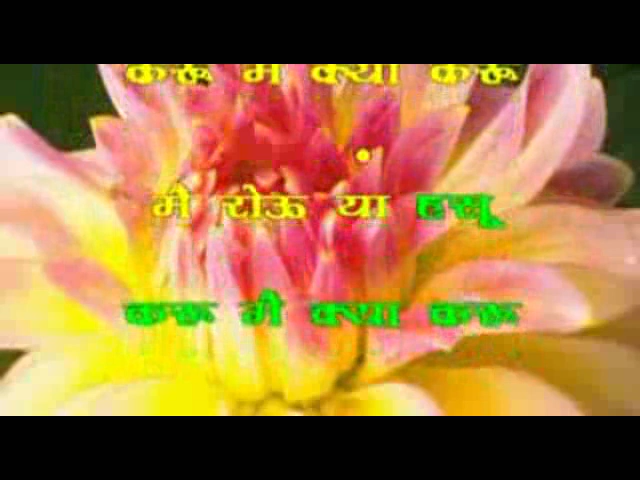 करू मै क्या करू
मै रोऊ या हसू
करू मै क्या करू